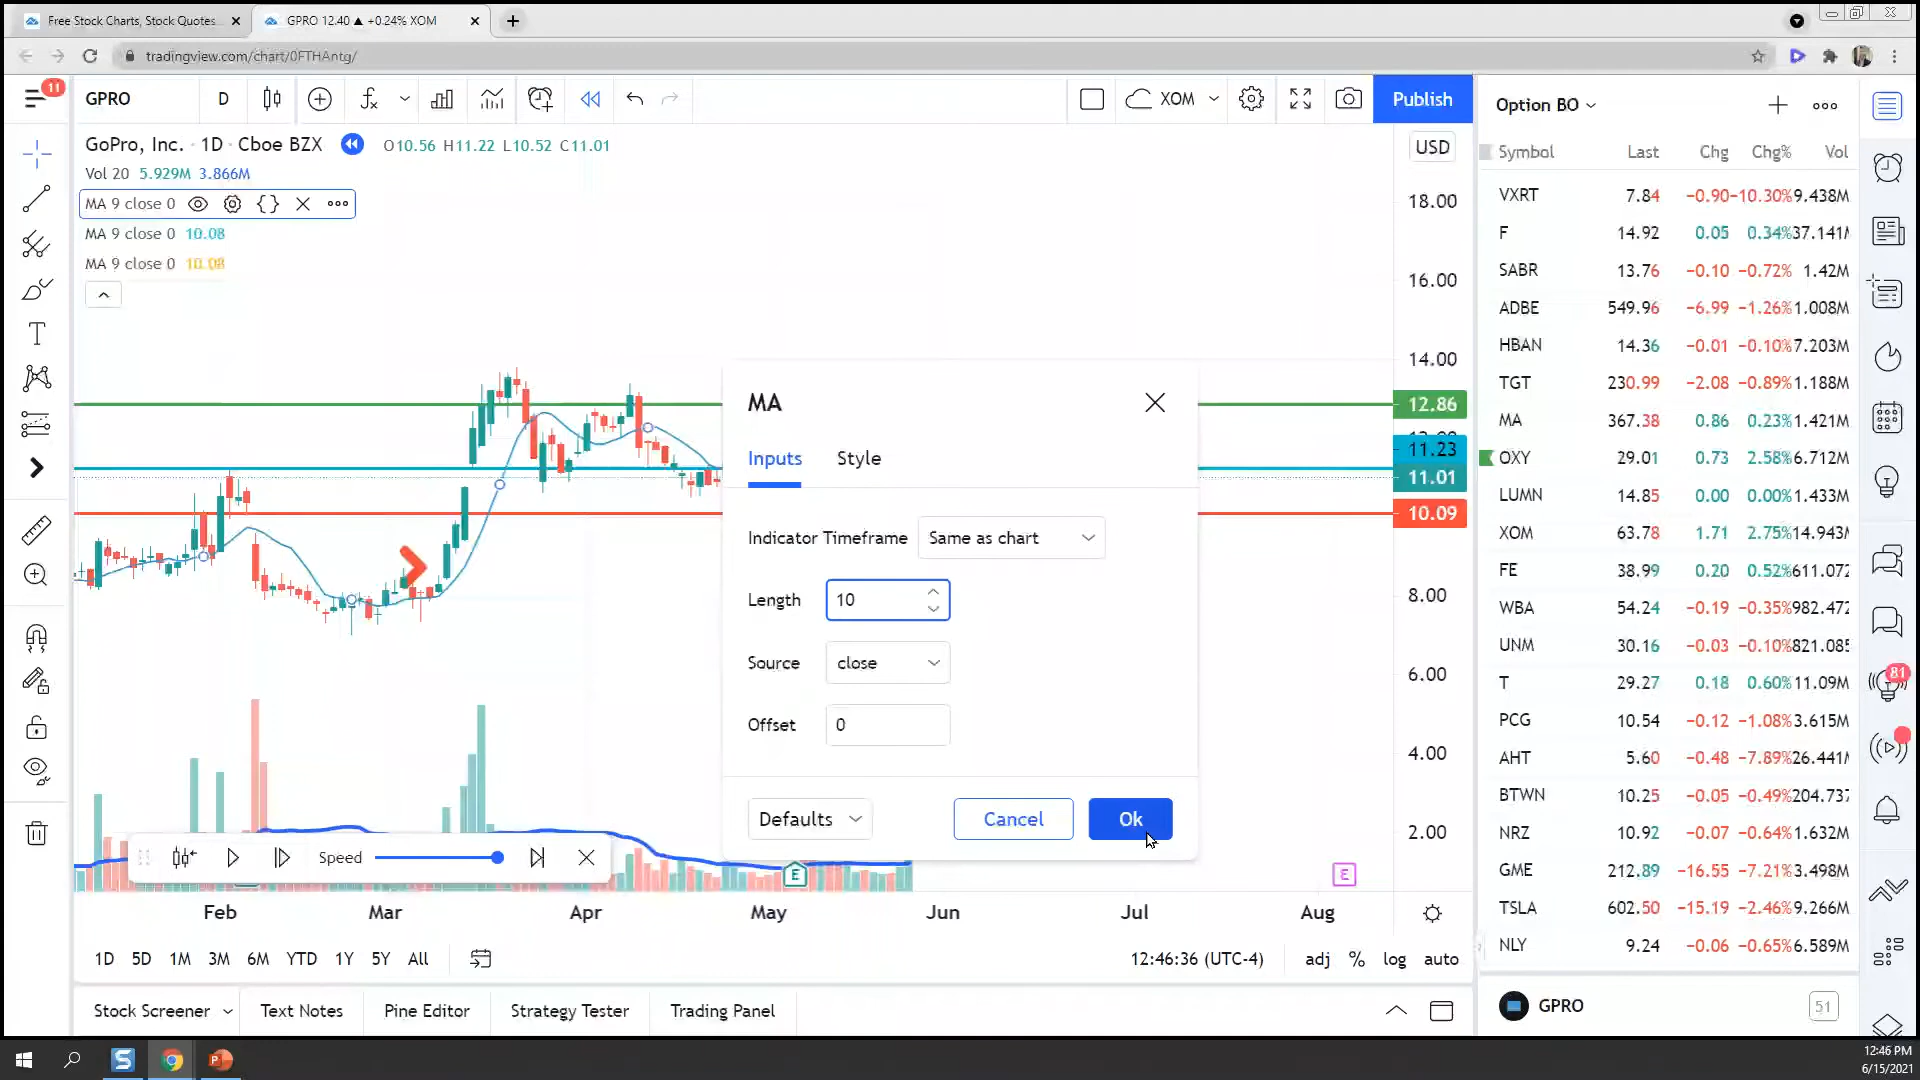 Free Stock Charts, Stock Quotes
GPRO 12.40 ▲ +0.24% XOM
tradingview.com/chart/0FTHAntg/
11
GPRO
D
XOM
Publish
Option BO
GoPro, Inc. · 1D · Cboe BZX
O10.56 H11.22 L10.52 C11.01
USD
Vol 20 5.929M 3.866M
MA 9 close 0
MA 9 close 0 10.08
MA 9 close 0 10.08
18.00
16.00
14.00
12.86
11.23
11.01
10.09
8.00
6.00
4.00
2.00
MA
Inputs
Style
Indicator Timeframe
Same as chart
Length
10
Source
close
Offset
0
Defaults
Cancel
Ok
Speed
E
E
Feb
Mar
Apr
May
Jun
Jul
Aug
1D 5D 1M 3M 6M YTD 1Y 5Y All
12:46:36 (UTC-4)
adj % log auto
Stock Screener
Text Notes
Pine Editor
Strategy Tester
Trading Panel
Symbol Last Chg Chg% Vol
VXRT 7.84 −0.90 −10.30% 9.438M
F 14.92 0.05 0.34% 37.141
SABR 13.76 −0.10 −0.72% 1.42M
ADBE 549.96 −6.99 −1.26% 1.008M
HBAN 14.36 −0.01 −0.10% 7.203M
TGT 230.99 −2.08 −0.89% 1.188M
MA 367.38 0.86 0.23% 1.421M
OXY 29.01 0.73 2.58% 6.712M
LUMN 14.85 0.00 0.00% 1.433M
XOM 63.78 1.71 2.75% 14.943M
FE 38.99 0.20 0.52% 611.072
WBA 54.24 −0.19 −0.35% 982.472
UNM 30.16 −0.03 −0.10% 821.085
T 29.27 0.18 0.60% 11.09M
PCG 10.54 −0.12 −1.08% 3.615M
AHT 5.60 −0.48 −7.89% 26.441
BTWN 10.25 −0.05 −0.49% 204.737
NRZ 10.92 −0.07 −0.64% 1.632M
GME 212.89 −16.55 −7.21% 3.498M
TSLA 602.50 −15.19 −2.46% 9.266M
NLY 9.24 −0.06 −0.65% 6.589M
GPRO
51
81
12:46 PM
6/15/2021